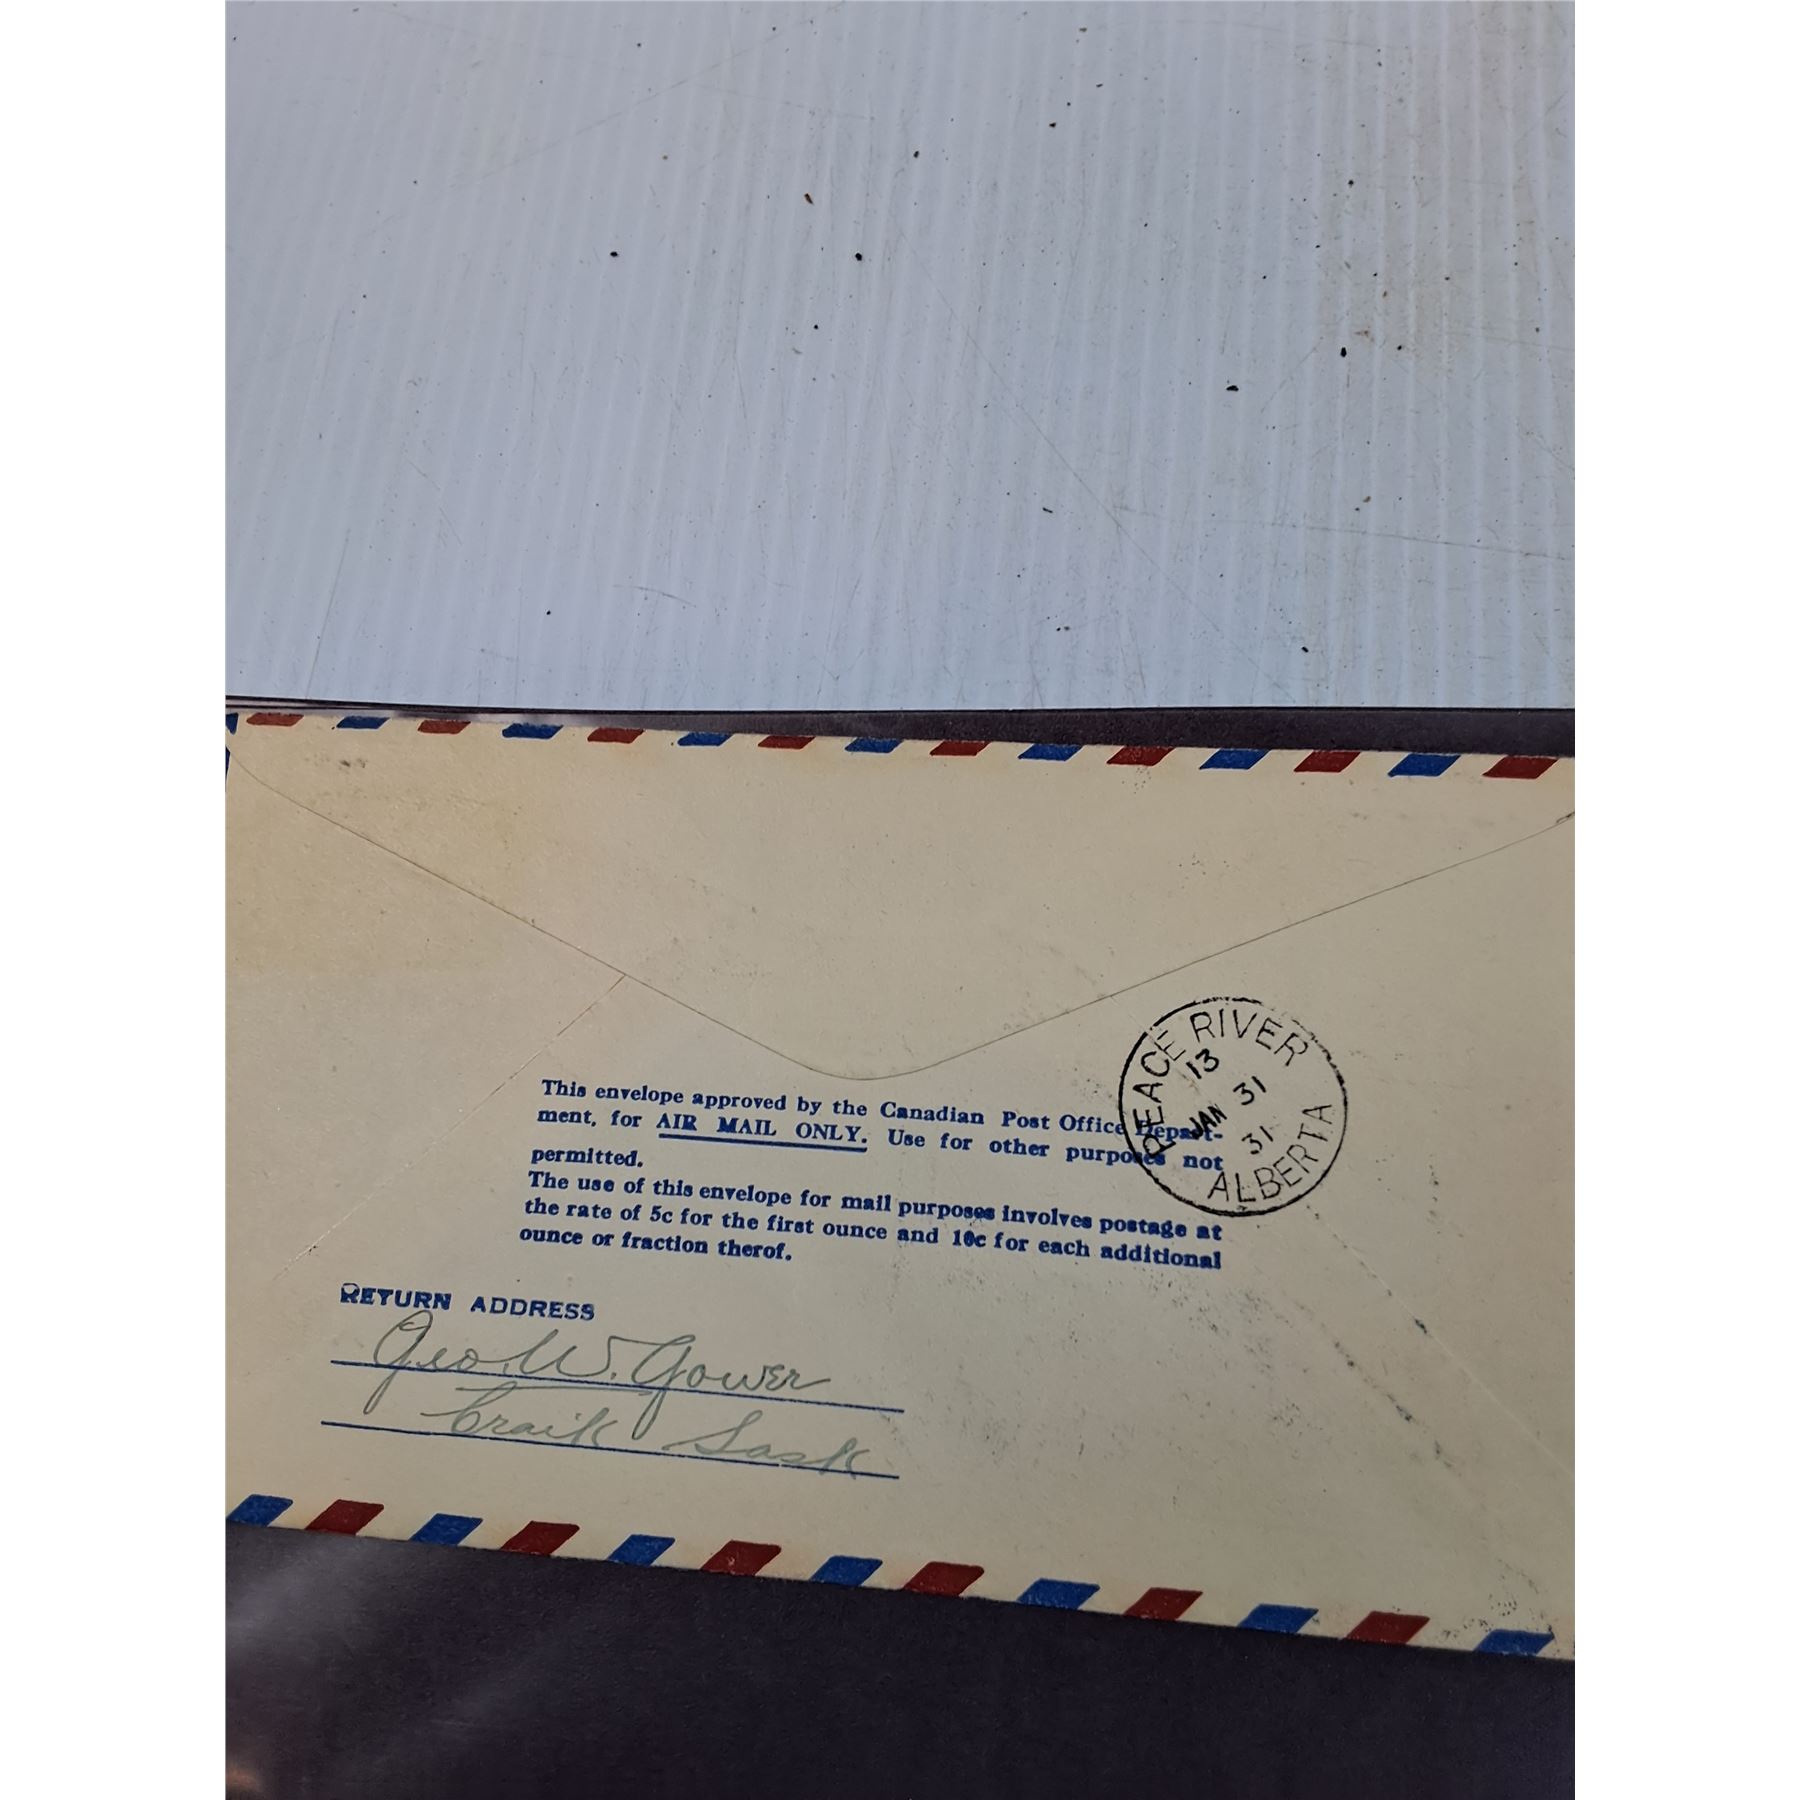 This envelope approved by the Canadian Post Office Depart-
ment, for AIR MAIL ONLY. Use for other purposes not
permitted.
The use of this envelope for mail purposes involves postage at
the rate of 5c for the first ounce and 10c for each additional
ounce or fraction therof.
PEACE RIVER
13
JAN 31
31
ALBERTA
RETURN ADDRESS
Geo. W. Gower
Craik Sask